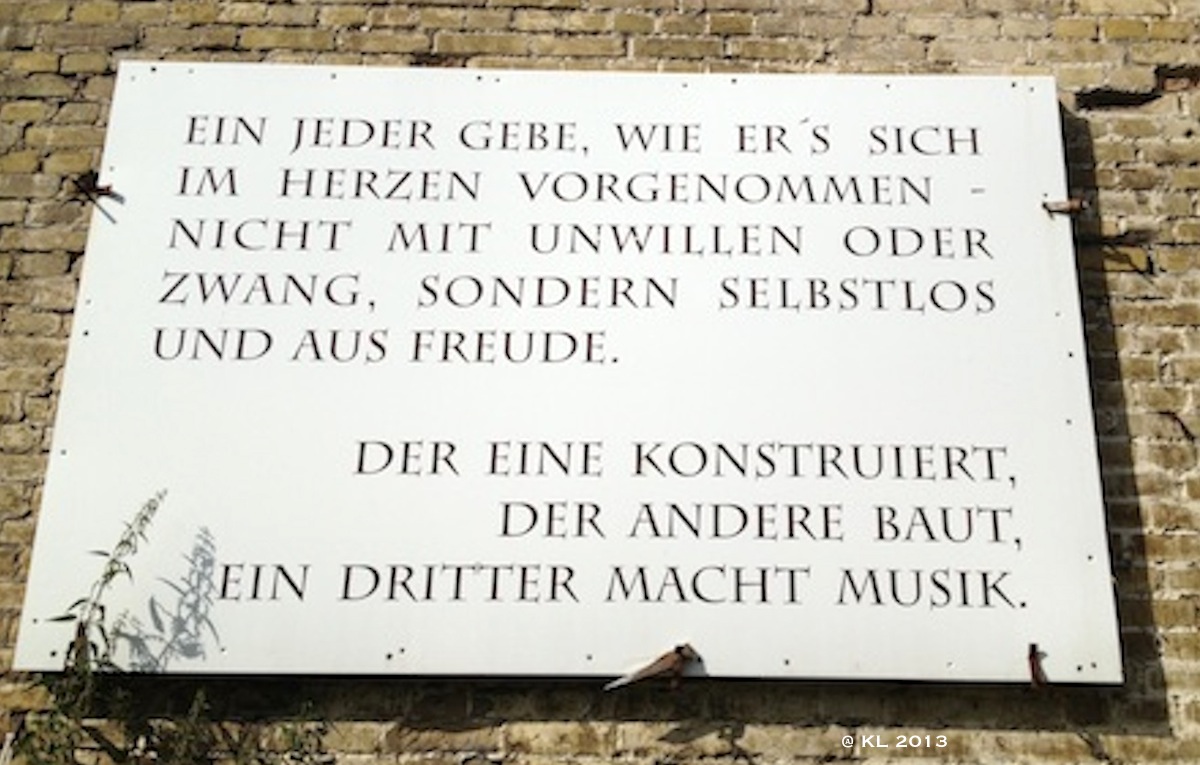 EIN JEDER GEBE, WIE ER´S SICH
IM HERZEN VORGENOMMEN -
NICHT MIT UNWILLEN ODER
ZWANG, SONDERN SELBSTLOS
UND AUS FREUDE.
DER EINE KONSTRUIERT,
DER ANDERE BAUT,
EIN DRITTER MACHT MUSIK.
@ KL 2013